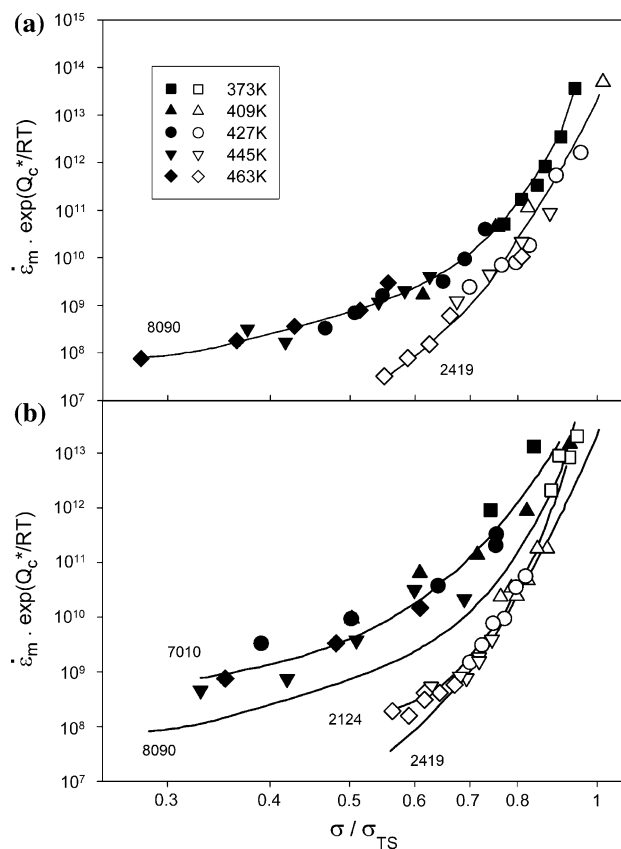 (a)
10^15
10^14
10^13
10^12
10^11
10^10
10^9
10^8
10^7
ε̇m . exp(Qc*/RT)
373K
409K
427K
445K
463K
8090
2419
(b)
10^13
10^12
10^11
10^10
10^9
10^8
10^7
ε̇m . exp(Qc*/RT)
7010
2124
8090
2419
0.3 0.4 0.5 0.6 0.7 0.8 1
σ / σTS